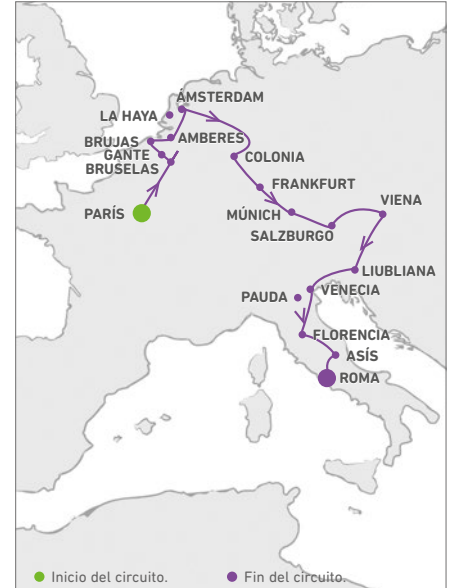 ÁMSTERDAM
LA HAYA
BRUJAS
AMBERES
GANTE
BRUSELAS
COLONIA
FRANKFURT
PARÍS
MÚNICH
VIENA
SALZBURGO
LIUBLIANA
PAUDA
VENECIA
FLORENCIA
ASÍS
ROMA
Inicio del circuito.
Fin del circuito.